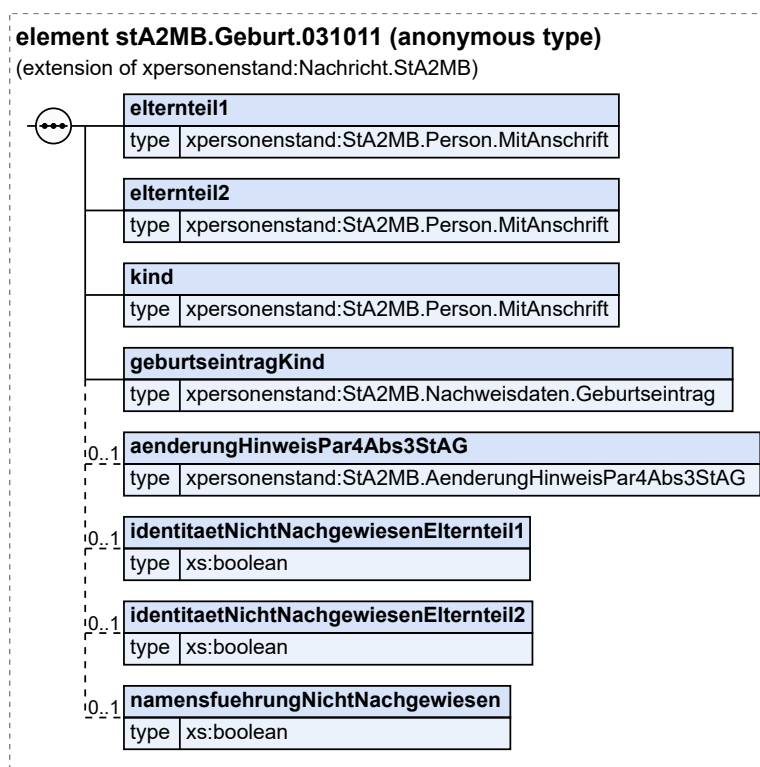 element stA2MB.Geburt.031011 (anonymous type)
(extension of xpersonenstand:Nachricht.StA2MB)
elternteil1
type xpersonenstand:StA2MB.Person.MitAnschrift
elternteil2
type xpersonenstand:StA2MB.Person.MitAnschrift
kind
type xpersonenstand:StA2MB.Person.MitAnschrift
geburtseintragKind
type xpersonenstand:StA2MB.Nachweisdaten.Geburtseintrag
0..1 aenderungHinweisPar4Abs3StAG
type xpersonenstand:StA2MB.AenderungHinweisPar4Abs3StAG
0..1 identitaetNichtNachgewiesenElternteil1
type xs:boolean
0..1 identitaetNichtNachgewiesenElternteil2
type xs:boolean
0..1 namensfuehrungNichtNachgewiesen
type xs:boolean